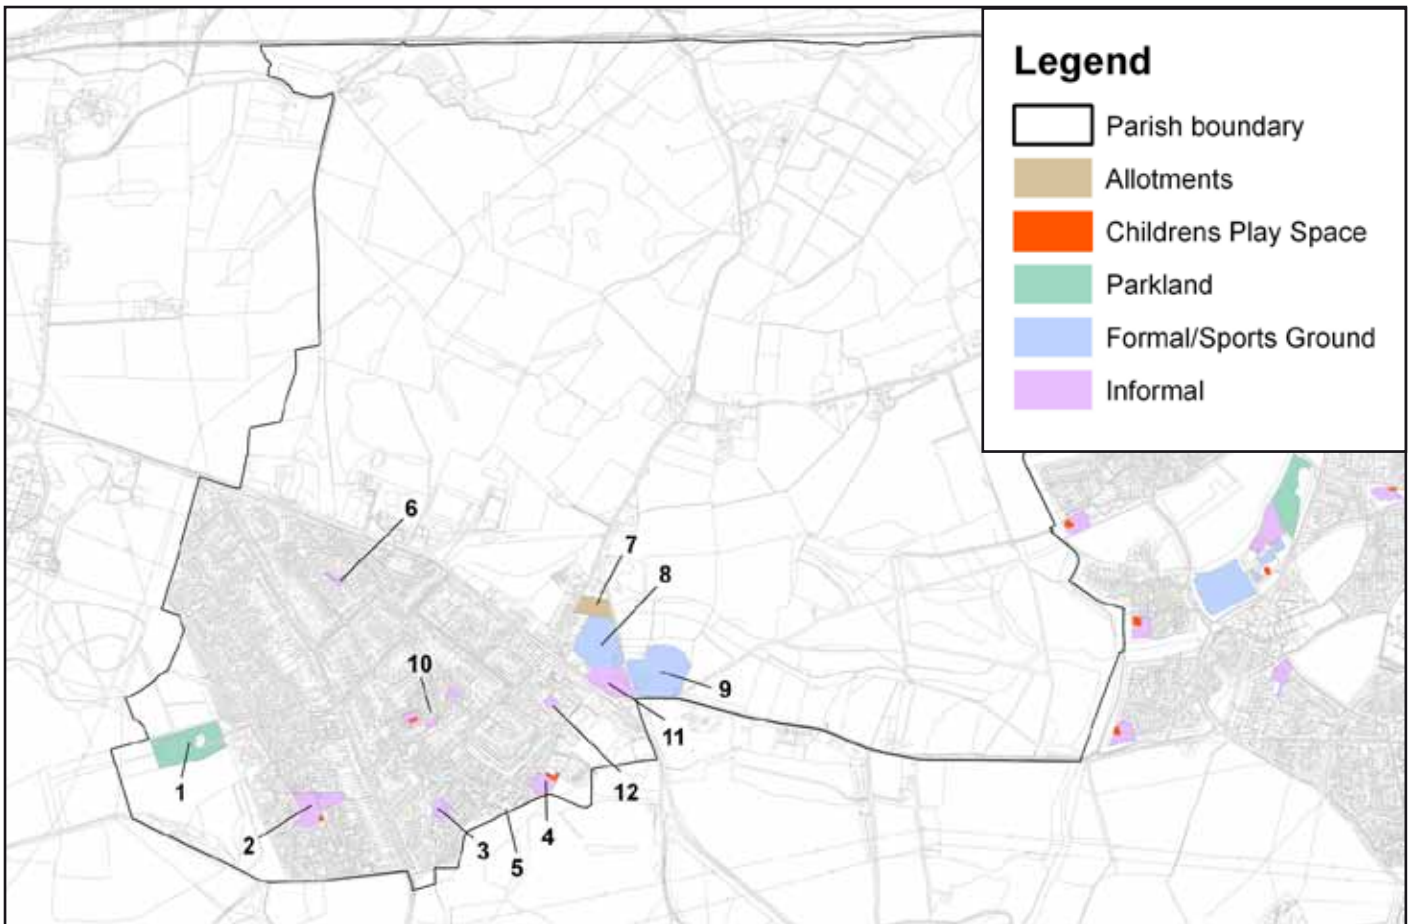 Legend
Parish boundary
Allotments
Childrens Play Space
Parkland
Formal/Sports Ground
Informal
6
7
8
10
9
11
1
12
2
3
4
5